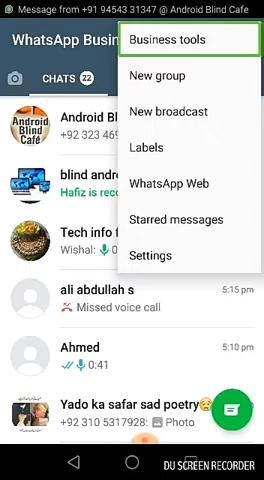 Message from +91 94543 31347 @ Android Blind Cafe
WhatsApp Busin
Business tools
New group
New broadcast
Labels
WhatsApp Web
Starred messages
Settings
CHATS 22
Android Blind Café
Android Bl
+92 323 469
blind andr
Hafiz is reco
Tech info f
Wishal: 0
ali abdullah s
5:15 pm
Missed voice call
Ahmed
5:10 pm
0:41
Yado ka safar sad poetry😢
+92 310 5317928: Photo
DU SCREEN RECORDER